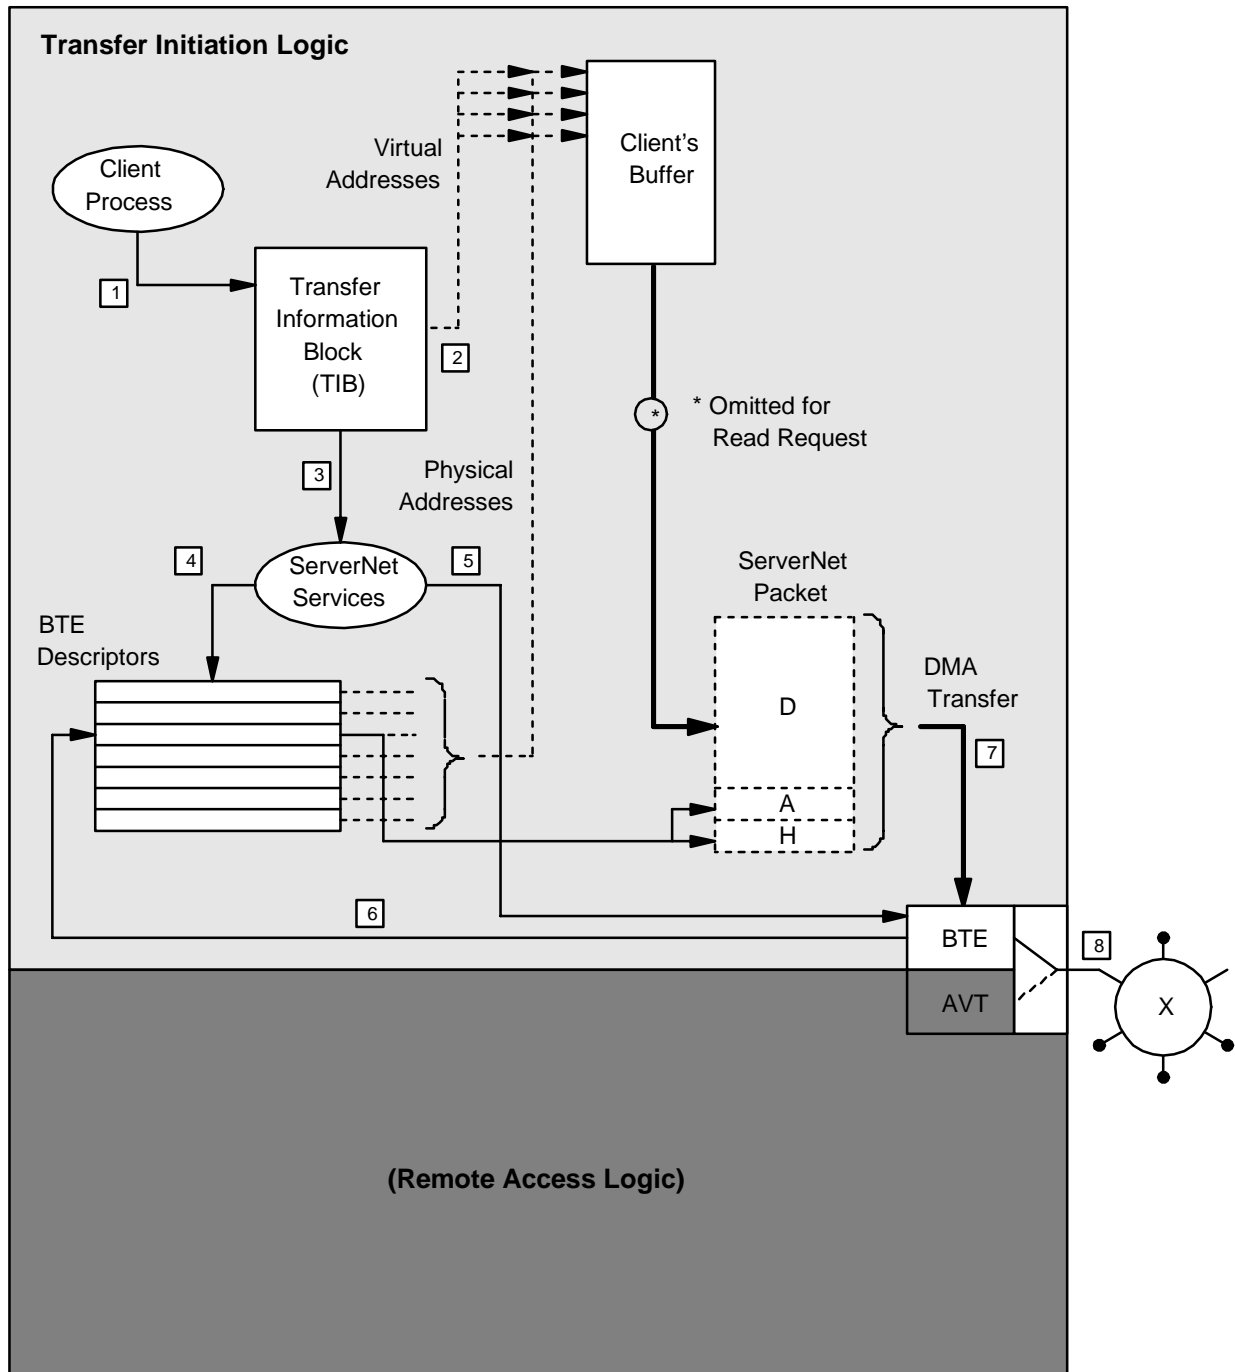 Transfer Initiation Logic
Virtual
Addresses
Client's
Buffer
Client
Process
1
Transfer
Information
Block
(TIB)
2
* 
* Omitted for
Read Request
3
Physical
Addresses
4
ServerNet
Services
5
ServerNet
Packet
BTE
Descriptors
D
DMA
Transfer
7
A
H
6
BTE
8
AVT
X
(Remote Access Logic)